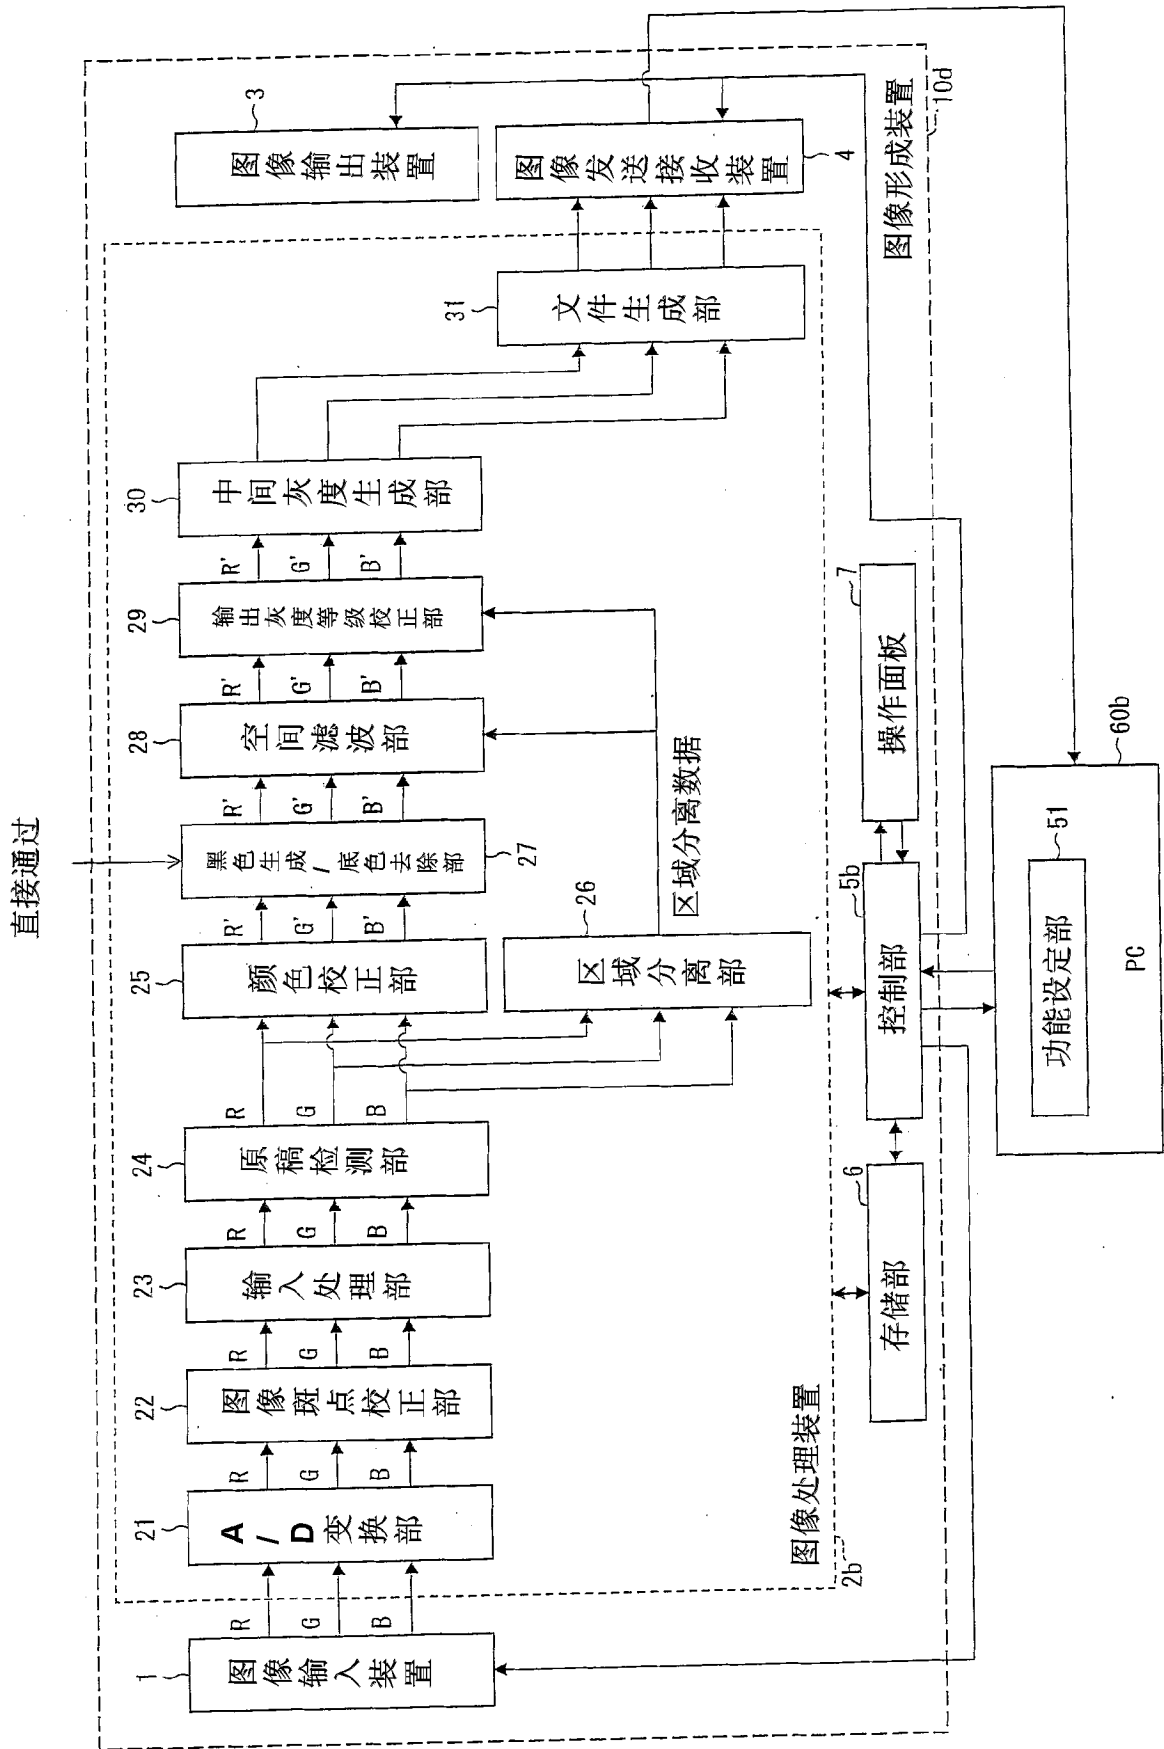 直接通过
1
图像输入装置
R
G
B
21
A/D变换部
R
G
B
22
图像斑点校正部
R
G
B
23
输入处理部
R
G
B
24
原稿检测部
R
G
B
25
颜色校正部
R'
G'
B'
黑色生成/底色去除部
27
R'
G'
B'
28
空间滤波部
R'
G'
B'
29
输出灰度等级校正部
R'
G'
B'
30
中间灰度生成部
3
图像输出装置
26
区域分离部
区域分离数据
31
文件生成部
图像发送接收装置
4
图像处理装置
2b
图像形成装置
10d
6
存储部
5b
控制部
7
操作面板
51
功能设定部
PC
60b